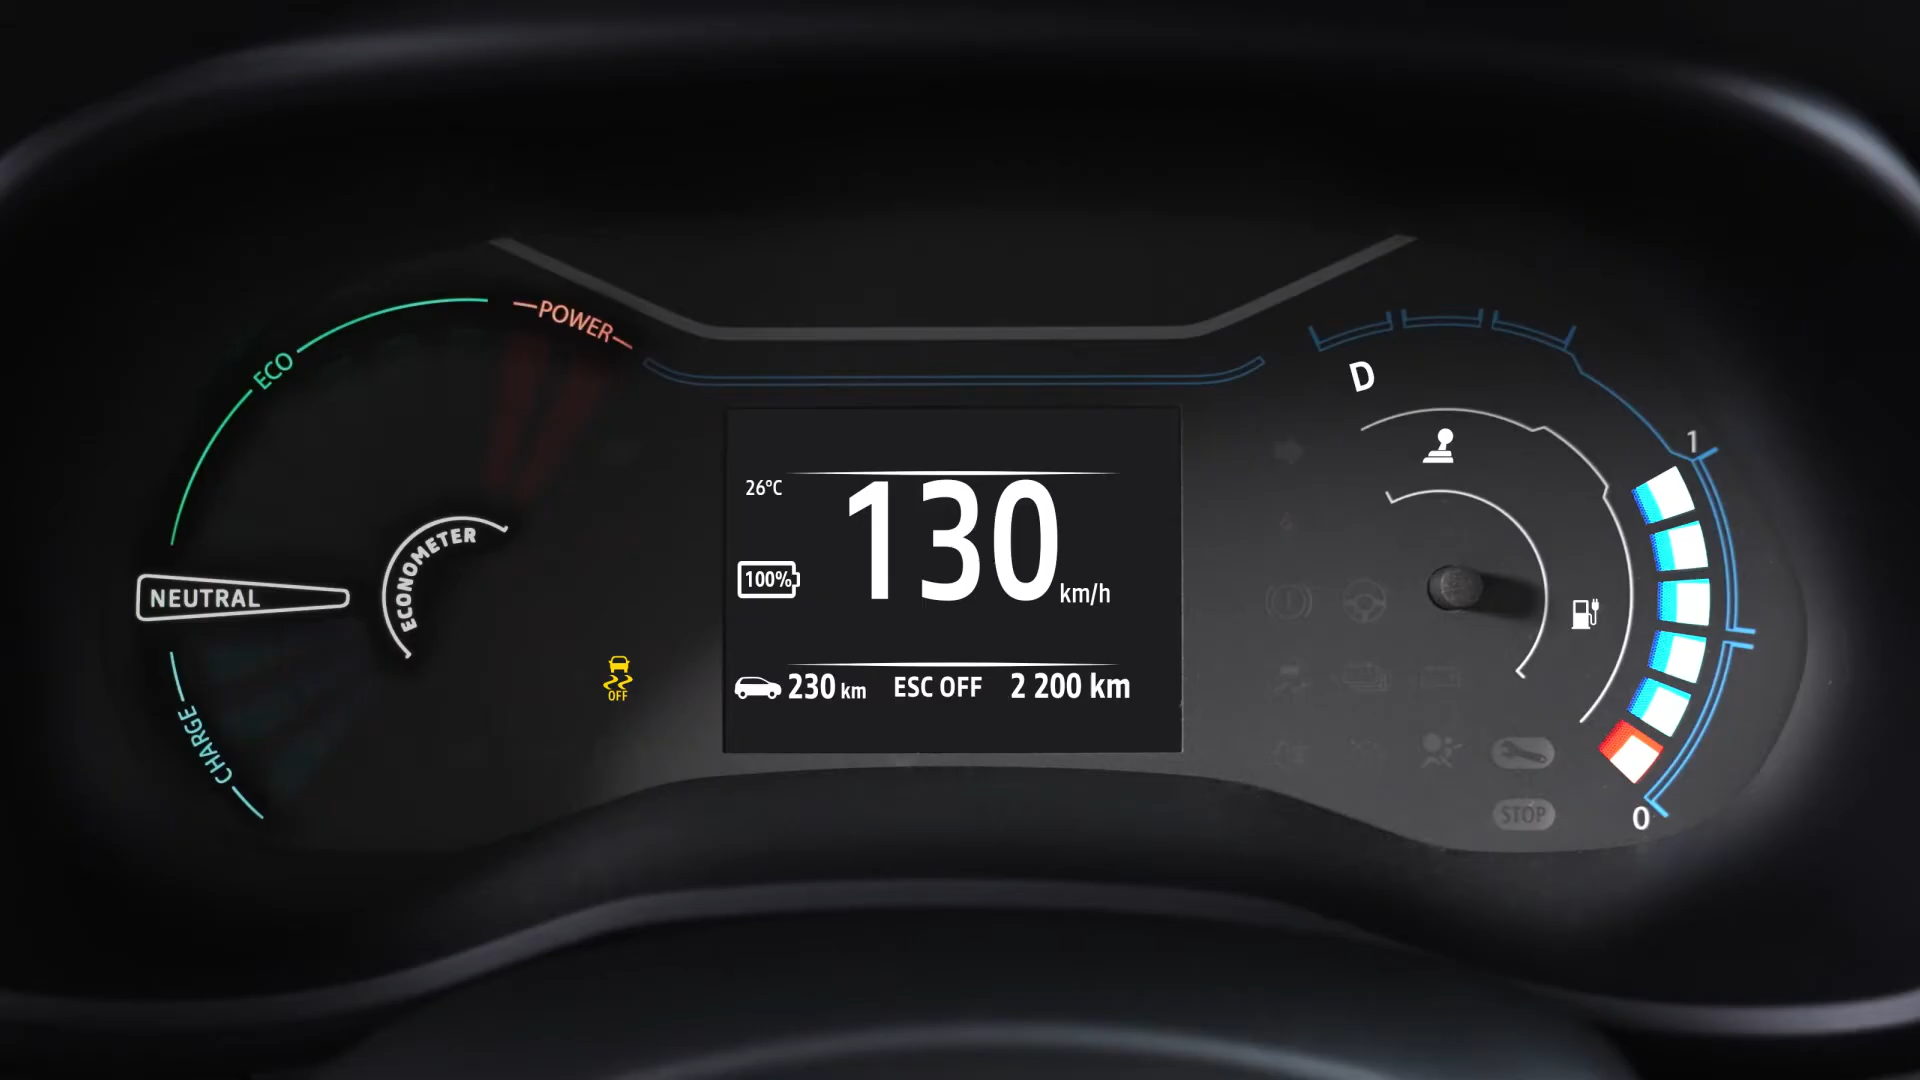 POWER
ECO
D
1
ECONOMETER
26°C
130
km/h
100%
NEUTRAL
OFF
230 km
ESC OFF
2 200 km
CHARGE
STOP
0